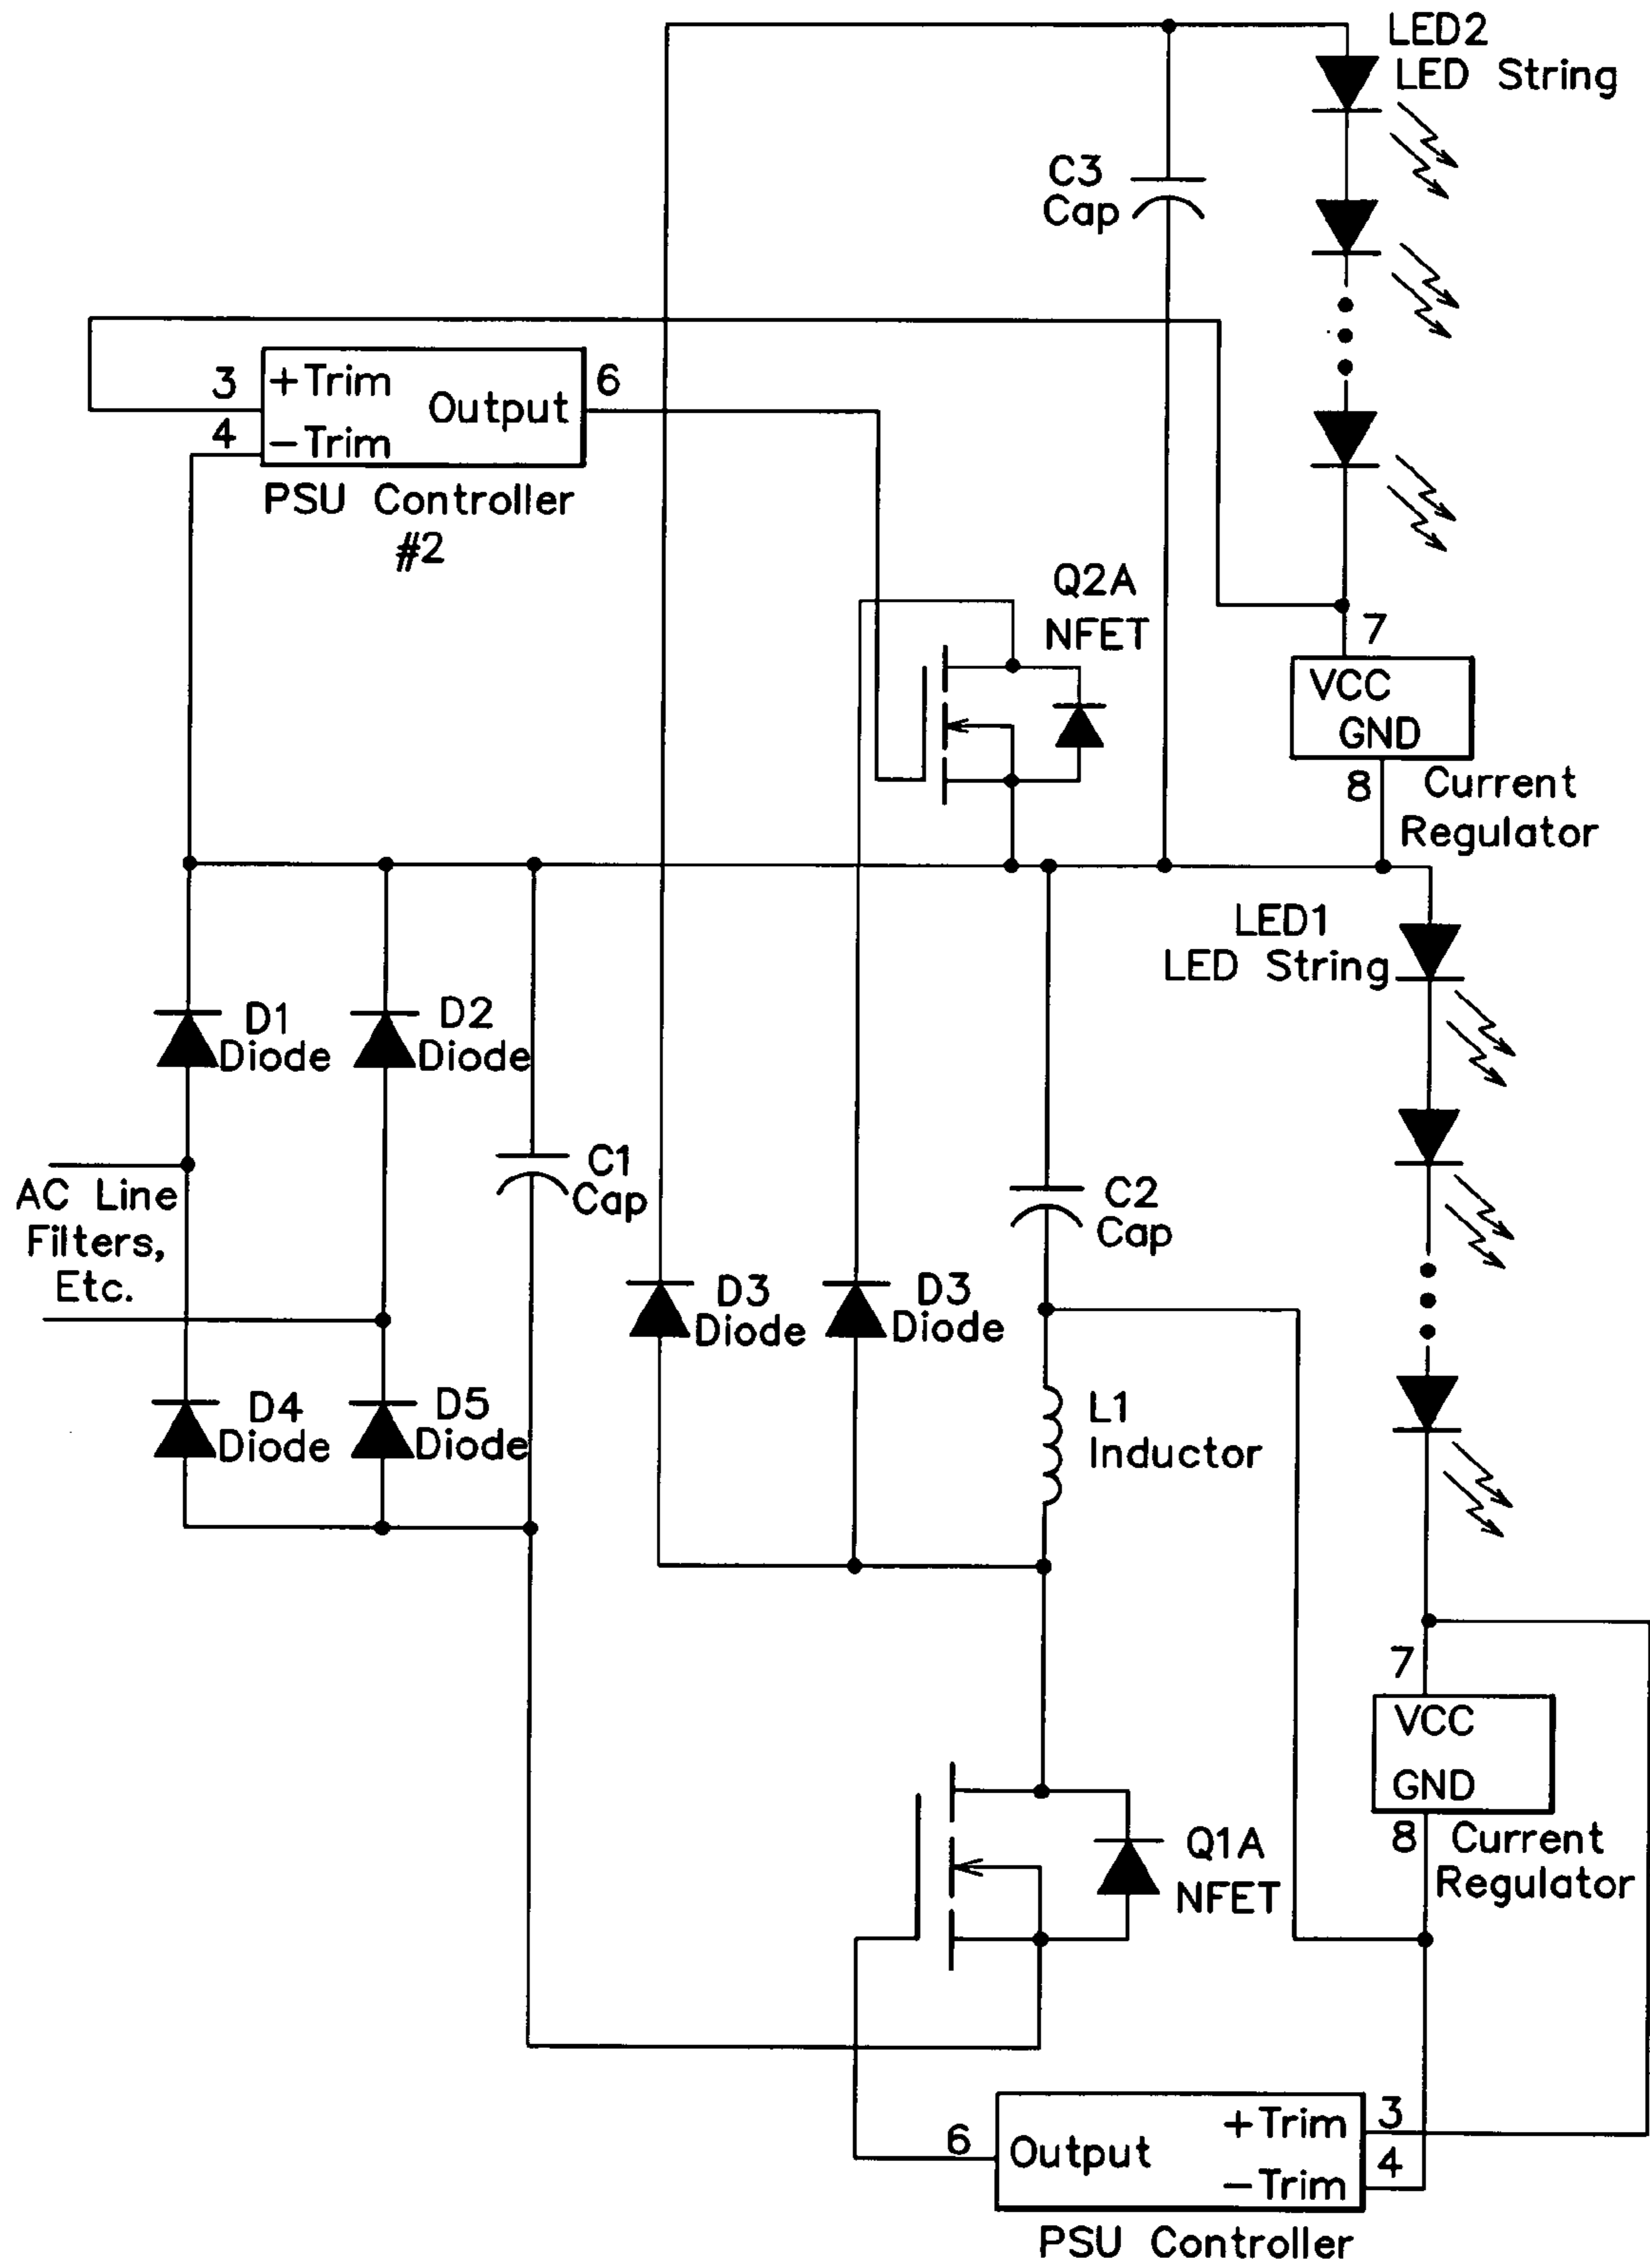 LED2
LED String
C3
Cap
3
+Trim
Output
6
4
-Trim
PSU Controller
#2
Q2A
NFET
7
VCC
GND
8
Current
Regulator
LED1
LED String
D1
Diode
D2
Diode
C1
Cap
C2
Cap
AC Line
Filters,
Etc.
D3
Diode
D3
Diode
D4
Diode
D5
Diode
L1
Inductor
7
VCC
GND
8
Current
Regulator
Q1A
NFET
6
Output
+Trim
3
-Trim
4
PSU Controller